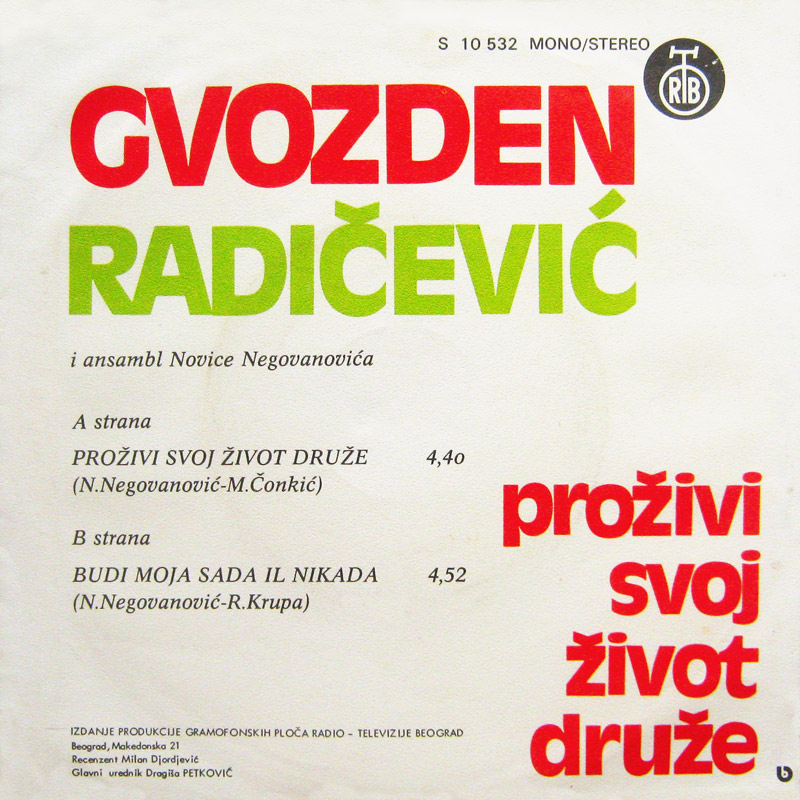 S 10 532 MONO/STEREO
RTB
GVOZDEN
RADIČEVIĆ
i ansambl Novice Negovanovića
A strana
PROŽIVI SVOJ ŽIVOT DRUŽE 4,40
(N.Negovanović-M.Čonkić)
B strana
BUDI MOJA SADA IL NIKADA 4,52
(N.Negovanović-R.Krupa)
proživi
svoj
život
druže
IZDANJE PRODUKCIJE GRAMOFONSKIH PLOČA RADIO - TELEVIZIJE BEOGRAD
Beograd, Makedonska 21
Recenzent Milan Djordjević
Glavni urednik Dragiša PETKOVIĆ
b